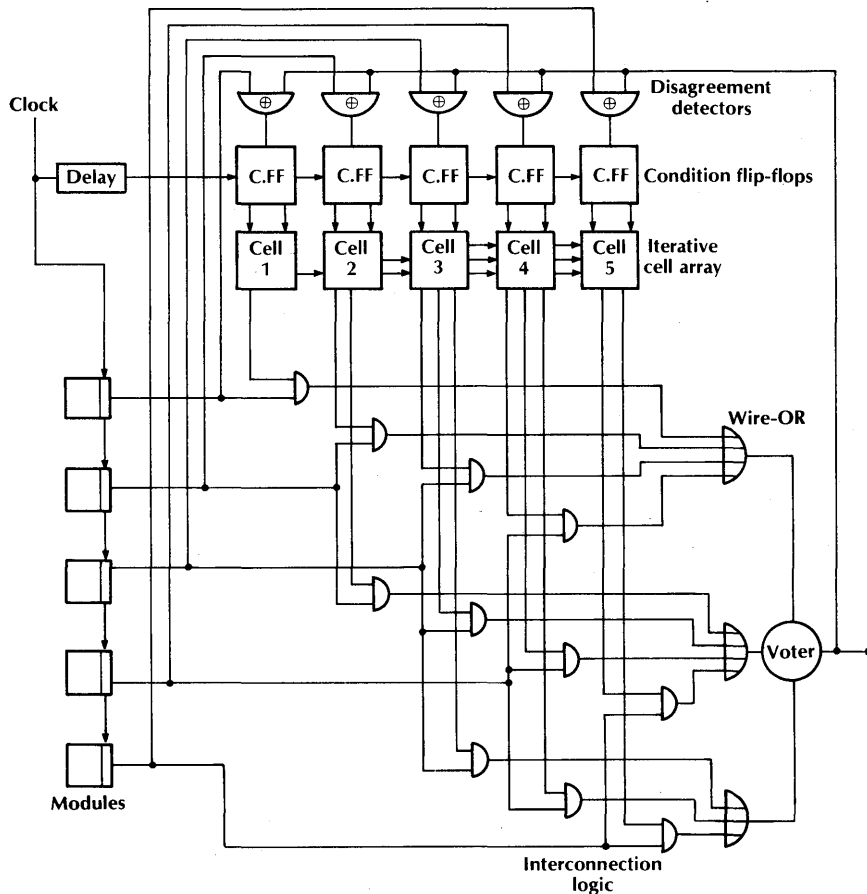 Clock
Disagreement
detectors
⊕ ⊕ ⊕ ⊕ ⊕
Delay
C.FF C.FF C.FF C.FF C.FF
Condition flip-flops
Cell
1
Cell
2
Cell
3
Cell
4
Cell
5
Iterative
cell array
Wire-OR
Voter
Modules
Interconnection
logic